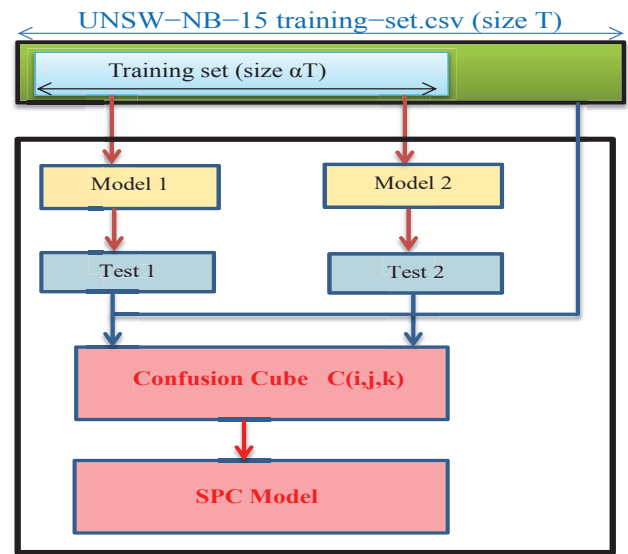 UNSW−NB−15 training−set.csv (size T)
Training set (size αT)
Model 1
Model 2
Test 1
Test 2
Confusion Cube C(i,j,k)
SPC Model